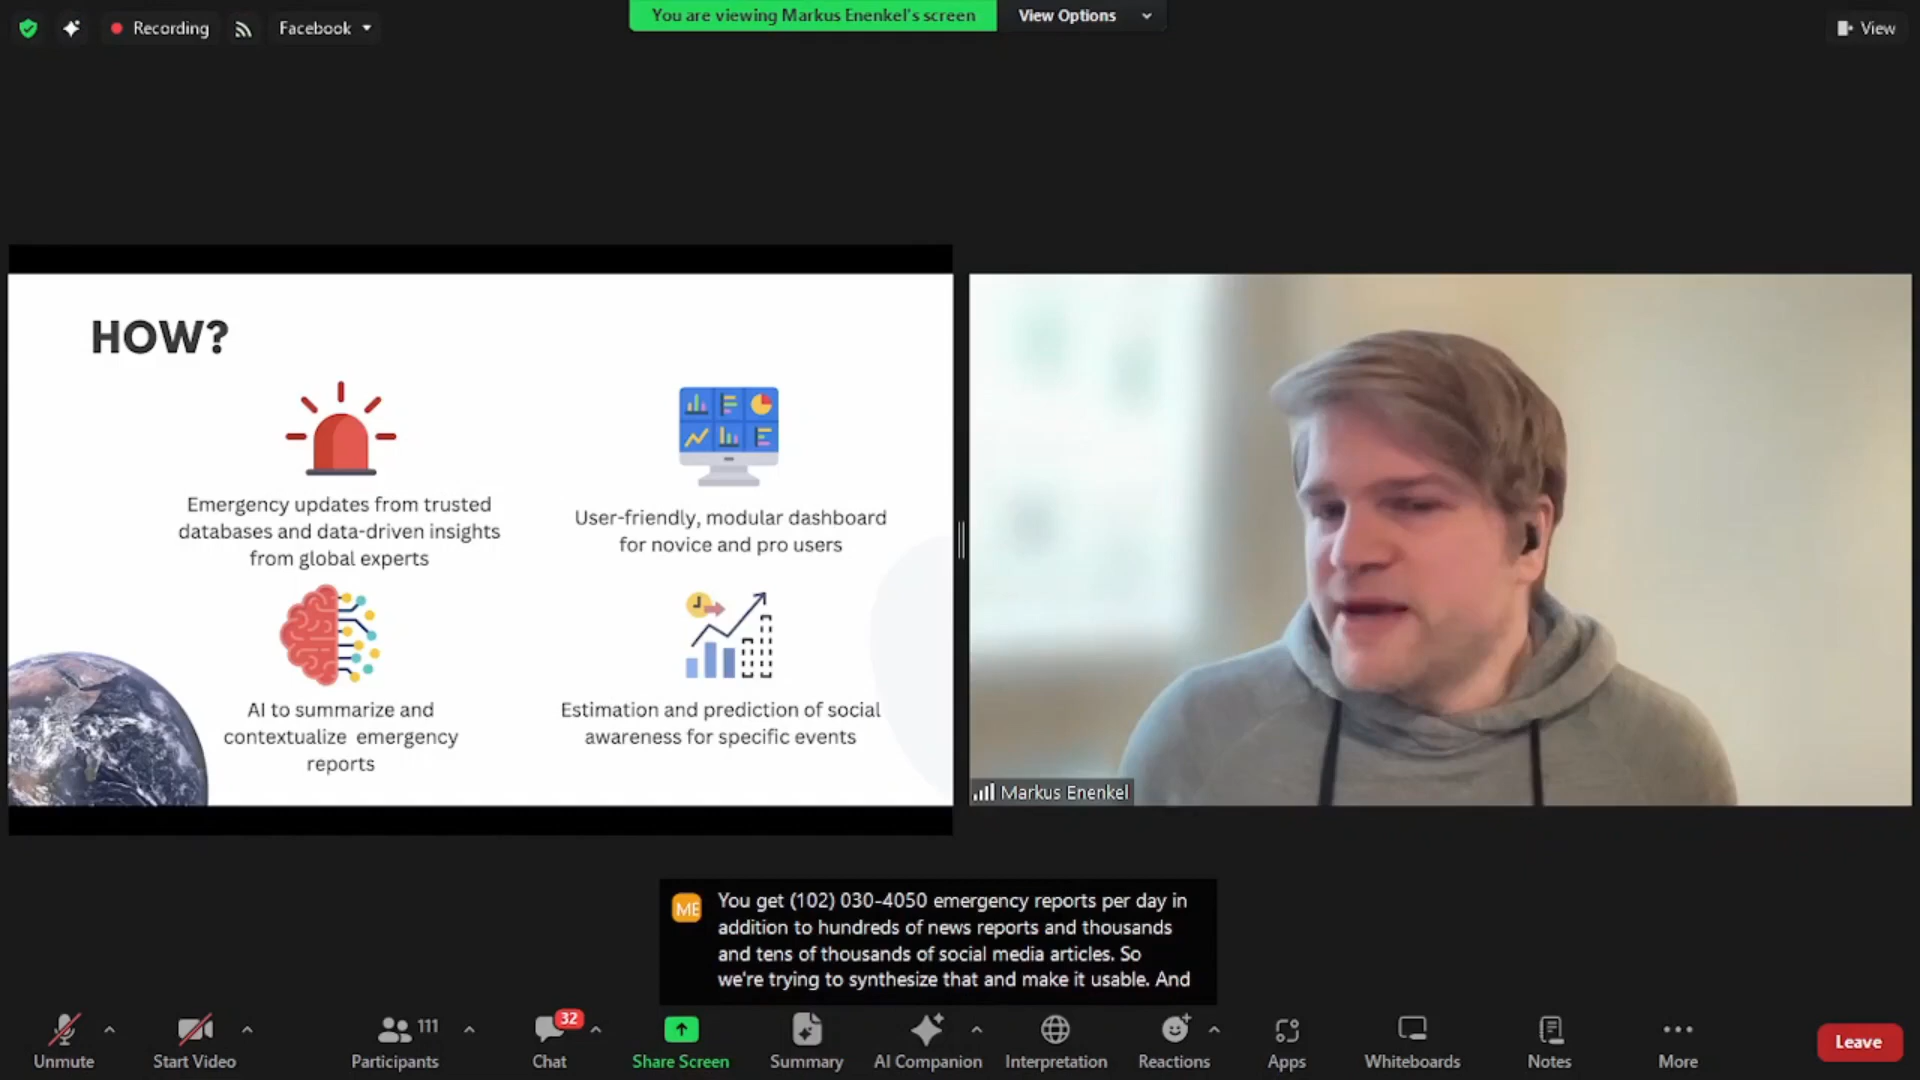 Recording
Facebook
You are viewing Markus Enenkel's screen
View Options
View
HOW?
Emergency updates from trusted
databases and data-driven insights
from global experts
User-friendly, modular dashboard
for novice and pro users
AI to summarize and
contextualize emergency
reports
Estimation and prediction of social
awareness for specific events
Markus Enenkel
ME
You get (102) 030-4050 emergency reports per day in
addition to hundreds of news reports and thousands
and tens of thousands of social media articles. So
we're trying to synthesize that and make it usable. And
Unmute
Start Video
111
Participants
32
Chat
Share Screen
Summary
AI Companion
Interpretation
Reactions
Apps
Whiteboards
Notes
More
Leave